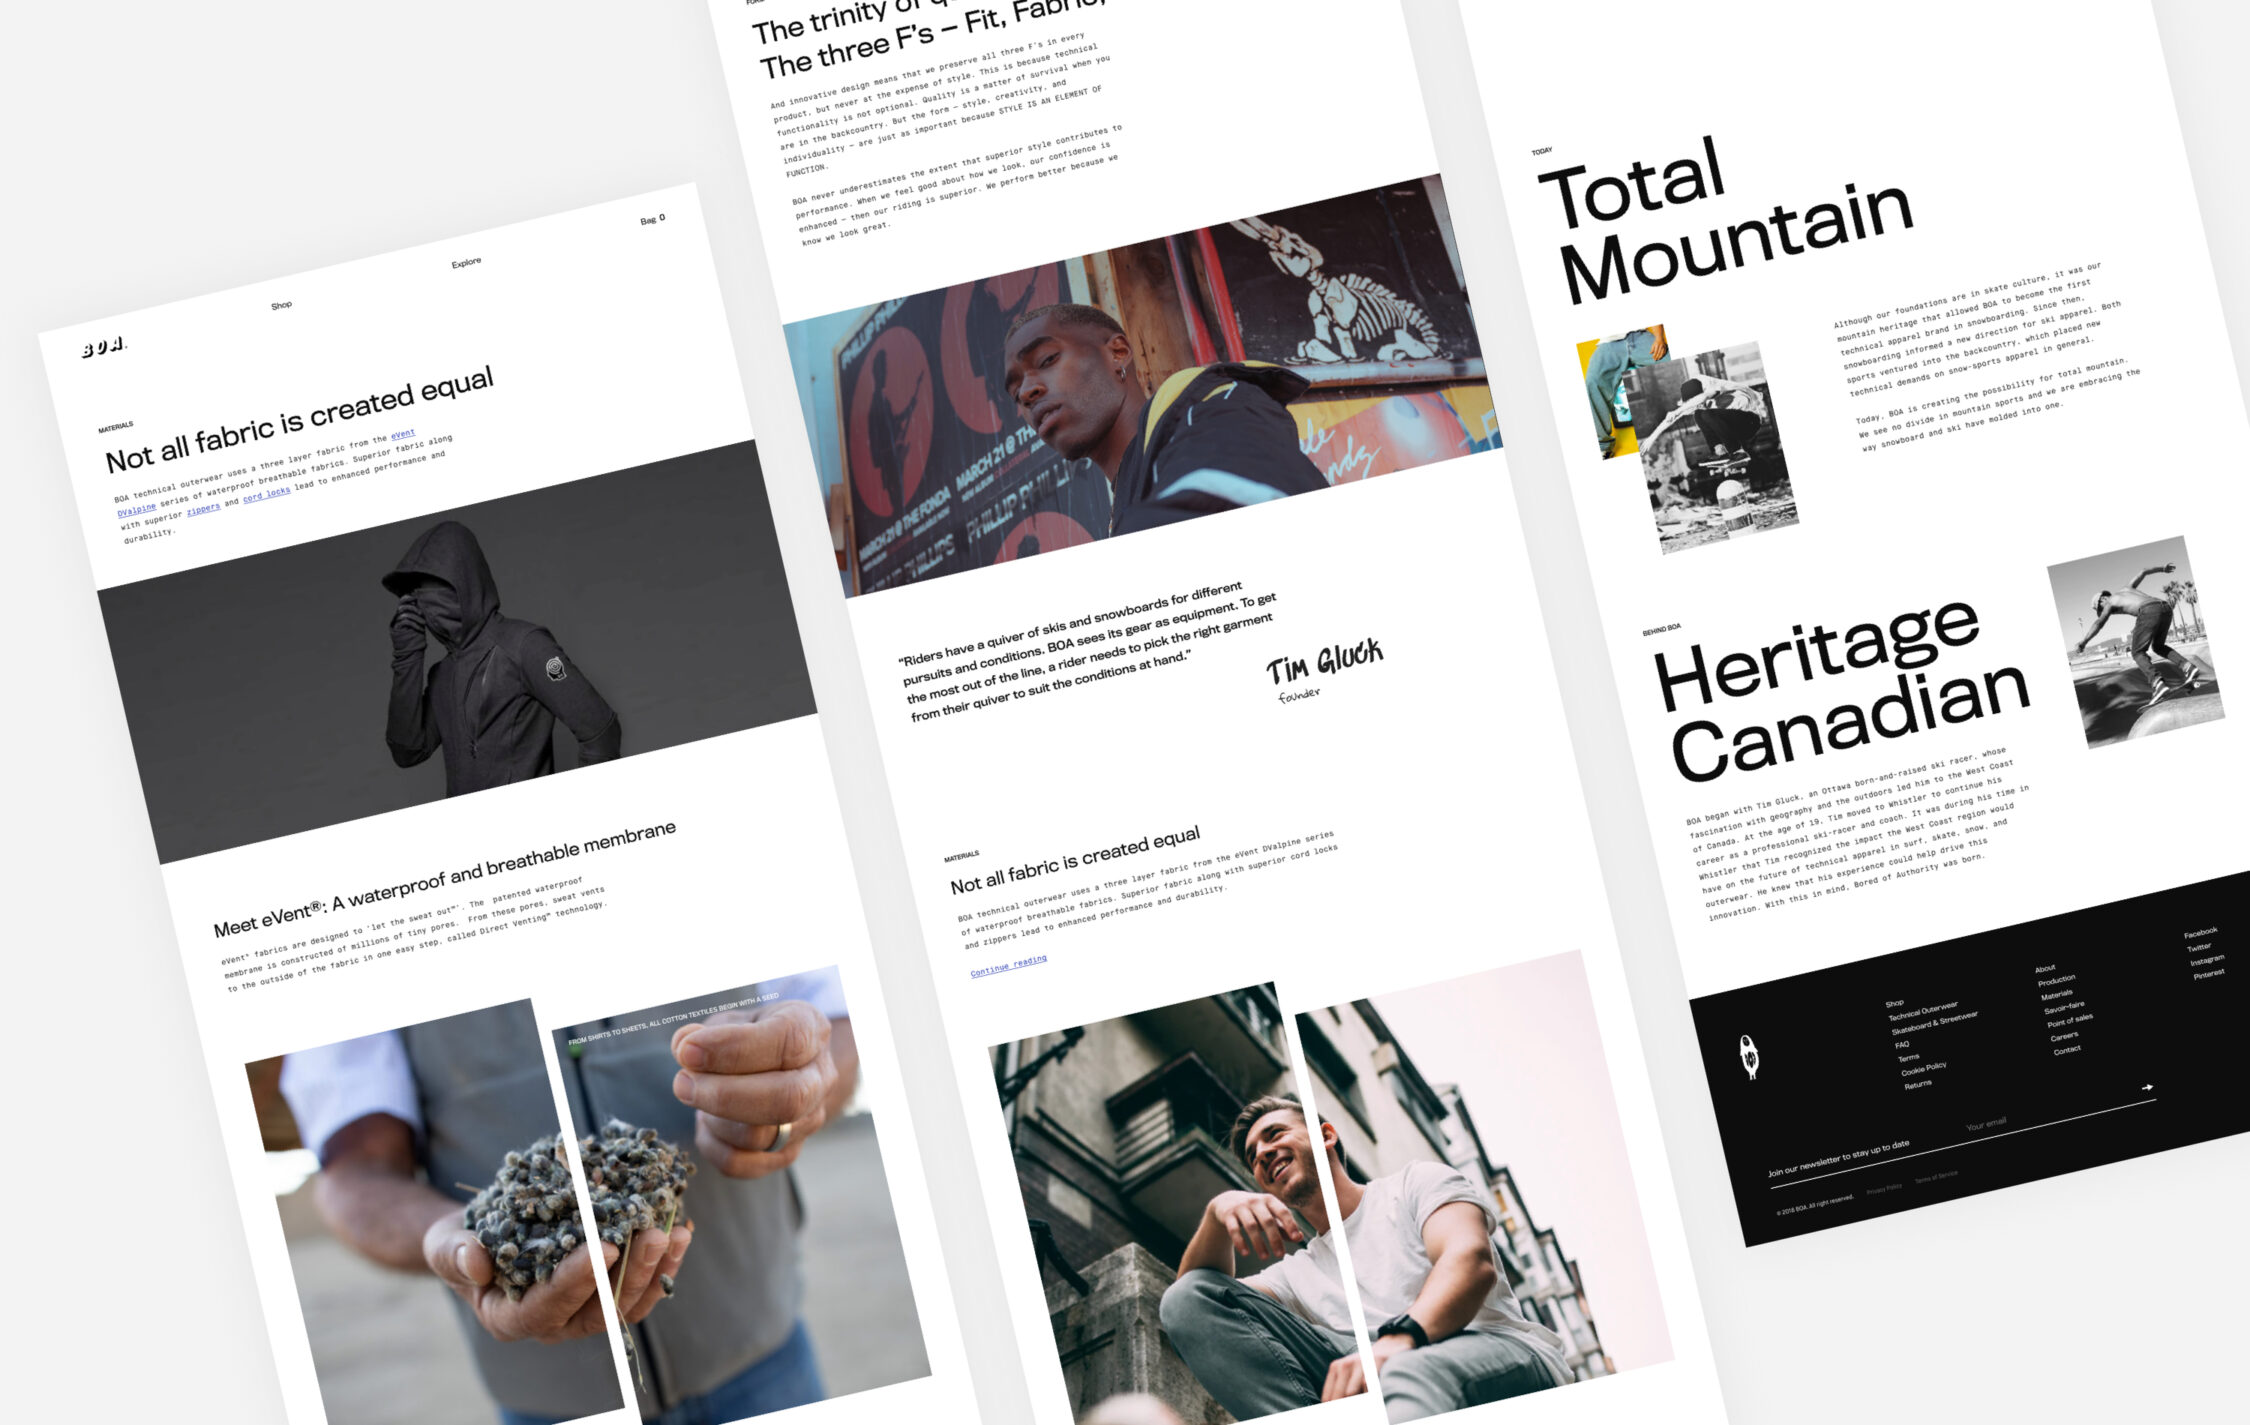 BOA.
Shop
Explore
Bag 0
MATERIALS
Not all fabric is created equal
BOA technical outerwear uses a three layer fabric from the eVent
DValpine series of waterproof breathable fabrics. Superior fabric along
with superior zippers and cord locks lead to enhanced performance and
durability.
Meet eVent®: A waterproof and breathable membrane
eVent® fabrics are designed to 'let the sweat out™'. The patented waterproof
membrane is constructed of millions of tiny pores. From these pores, sweat vents
to the outside of the fabric in one easy step, called Direct Venting™ technology.
FROM SHIRTS TO SHEETS, ALL COTTON TEXTILES BEGIN WITH A SEED
The trinity of
The three F's – Fit, Fabric,
And innovative design means that we preserve all three F's in every
product, but never at the expense of style. This is because technical
functionality is not optional. Quality is a matter of survival when you
are in the backcountry. But the form – style, creativity, and
individuality – are just as important because STYLE IS AN ELEMENT OF
FUNCTION.
BOA never underestimates the extent that superior style contributes to
performance. When we feel good about how we look, our confidence is
enhanced – then our riding is superior. We perform better because we
know we look great.
MARCH 21 @ THE FONDA
MARCH 21 @ TH
PHILLIP PHILLI
PHILLIPS
“Riders have a quiver of skis and snowboards for different
pursuits and conditions. BOA sees its gear as equipment. To get
the most out of the line, a rider needs to pick the right garment
from their quiver to suit the conditions at hand.”
Tim Gluck
founder
MATERIALS
Not all fabric is created equal
BOA technical outerwear uses a three layer fabric from the eVent DValpine series
of waterproof breathable fabrics. Superior fabric along with superior cord locks
and zippers lead to enhanced performance and durability.
Continue reading
TODAY
Total
Mountain
Although our foundations are in skate culture, it was our
mountain heritage that allowed BOA to become the first
technical apparel brand in snowboarding. Since then,
snowboarding informed a new direction for ski apparel. Both
sports ventured into the backcountry, which placed new
technical demands on snow-sports apparel in general.
Today, BOA is creating the possibility for total mountain.
We see no divide in mountain sports and we are embracing the
way snowboard and ski have molded into one.
BEHIND BOA
Heritage
Canadian
BOA began with Tim Gluck, an Ottawa born-and-raised ski racer, whose
fascination with geography and the outdoors led him to the West Coast
of Canada. At the age of 19, Tim moved to Whistler to continue his
career as a professional ski-racer and coach. It was during his time in
Whistler that Tim recognized the impact the West Coast region would
have on the future of technical apparel in surf, skate, snow, and
outerwear. He knew that his experience could help drive this
innovation. With this in mind, Bored of Authority was born.
Shop
Technical Outerwear
Skateboard & Streetwear
FAQ
Terms
Cookie Policy
Returns
About
Production
Materials
Savoir-faire
Point of sales
Careers
Contact
Facebook
Twitter
Instagram
Pinterest
Join our newsletter to stay up to date
Your email
© 2018 BOA. All right reserved.
Privacy Policy
Terms of Service